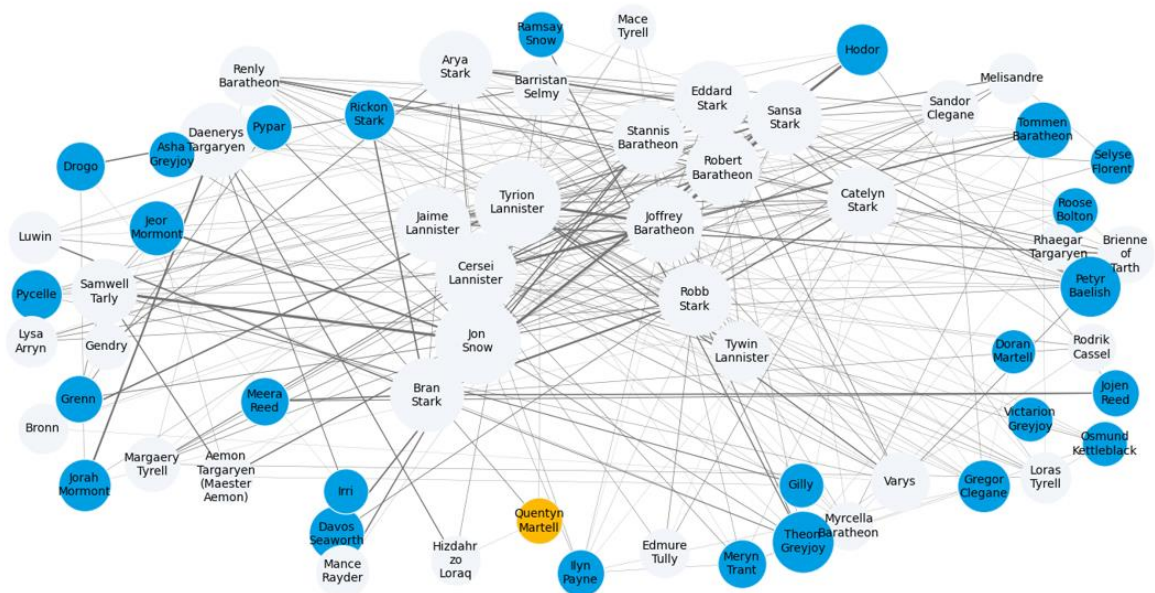 Ramsay
Snow
Mace
Tyrell
Hodor
Arya
Stark
Renly
Baratheon
Barristan
Selmy
Melisandre
Eddard
Stark
Sansa
Stark
Sandor
Clegane
Rickon
Stark
Pypar
Tommen
Baratheon
Daenerys
Targaryen
Stannis
Baratheon
Asha
Greyjoy
Drogo
Robert
Baratheon
Selyse
Florent
Tyrion
Lannister
Catelyn
Stark
Roose
Bolton
Jaime
Lannister
Joffrey
Baratheon
Jeor
Mormont
Luwin
Rhaegar
Targaryen
Brienne
of
Tarth
Cersei
Lannister
Petyr
Baelish
Samwell
Tarly
Pycelle
Robb
Stark
Jon
Snow
Lysa
Arryn
Gendry
Tywin
Lannister
Doran
Martell
Rodrik
Cassel
Bran
Stark
Grenn
Meera
Reed
Jojen
Reed
Victarion
Greyjoy
Bronn
Osmund
Kettleblack
Margaery
Tyrell
Aemon
Targaryen
(Maester
Aemon)
Jorah
Mormont
Irri
Gilly
Varys
Gregor
Clegane
Loras
Tyrell
Quentyn
Martell
Davos
Seaworth
Myrcella
Baratheon
Theon
Greyjoy
Mance
Rayder
Hizdahr
zo
Loraq
Edmure
Tully
Meryn
Trant
Ilyn
Payne